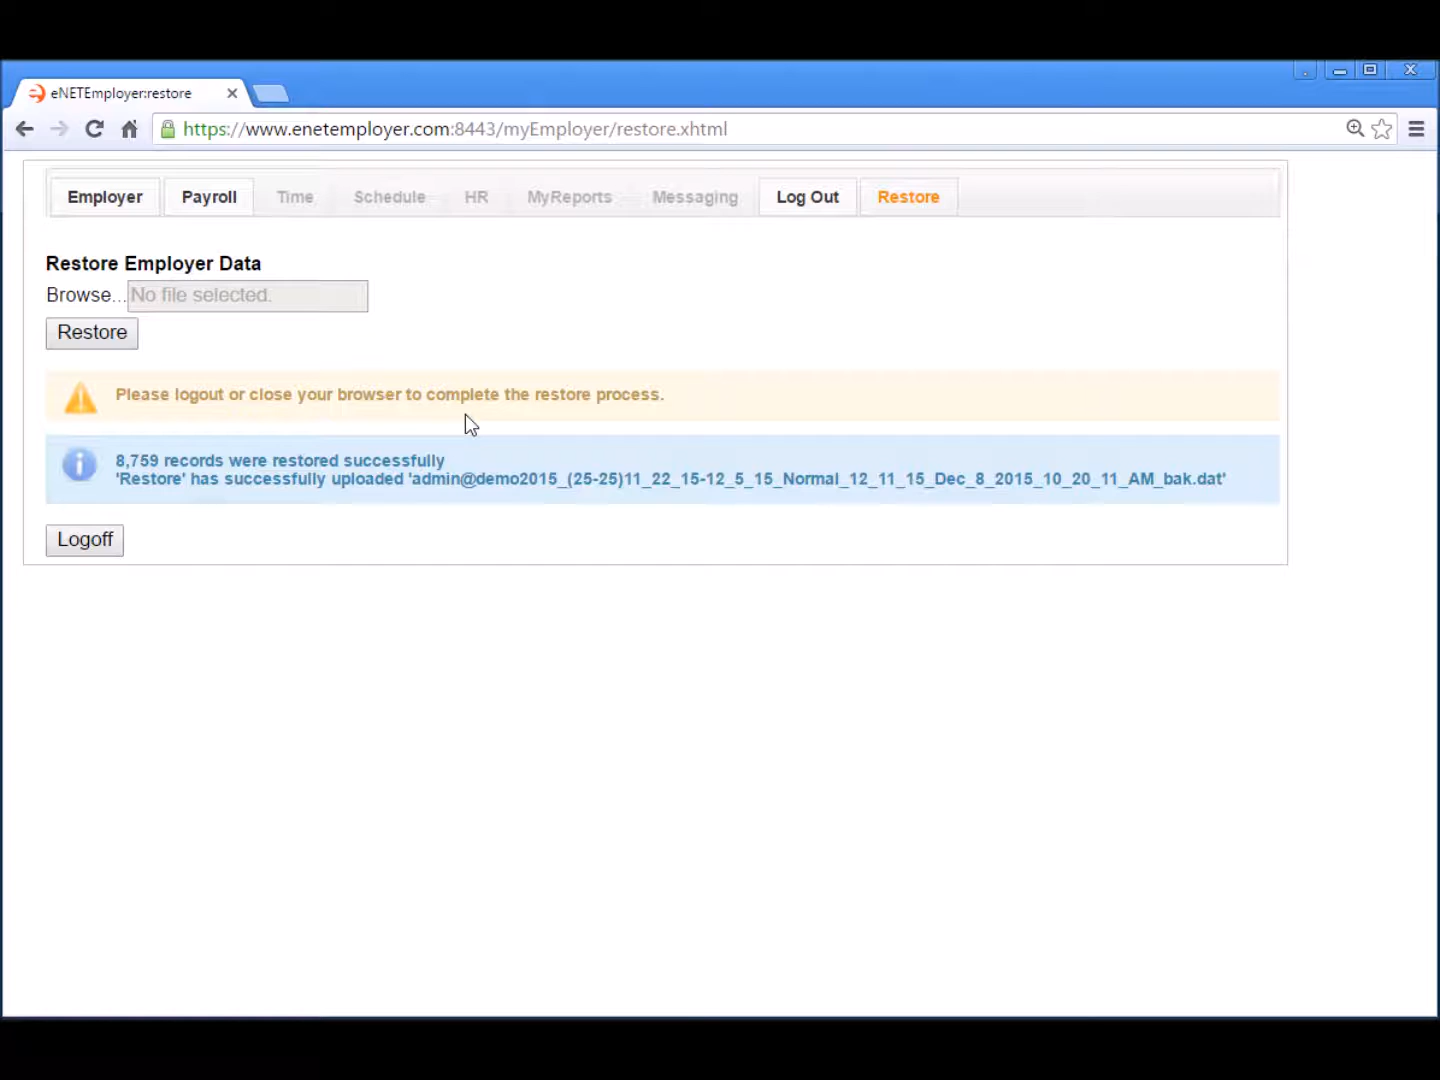 eNETEmployer:restore
https://www.enetemployer.com:8443/myEmployer/restore.xhtml
Employer Payroll Time Schedule HR MyReports Messaging Log Out Restore
Restore Employer Data
Browse... No file selected.
Restore
Please logout or close your browser to complete the restore process.
8,759 records were restored successfully
'Restore' has successfully uploaded 'admin@demo2015_(25-25)11_22_15-12_5_15_Normal_12_11_15_Dec_8_2015_10_20_11_AM_bak.dat'
Logoff